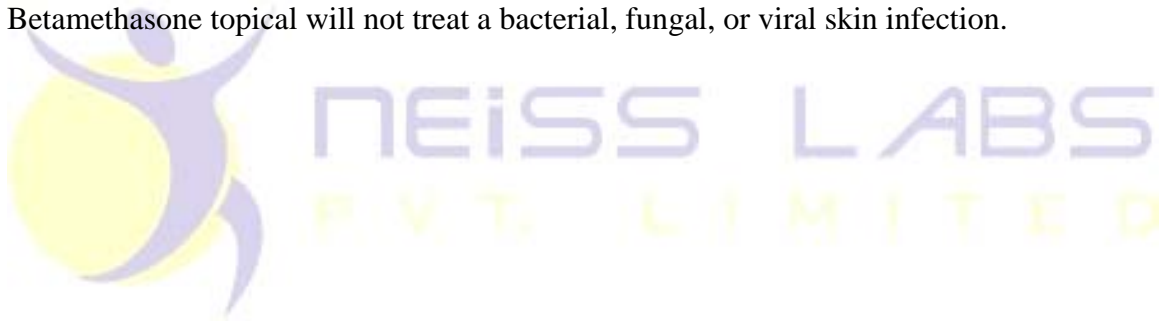 Betamethasone topical will not treat a bacterial, fungal, or viral skin infection.
NEiSS LABS
PVT. LIMITED